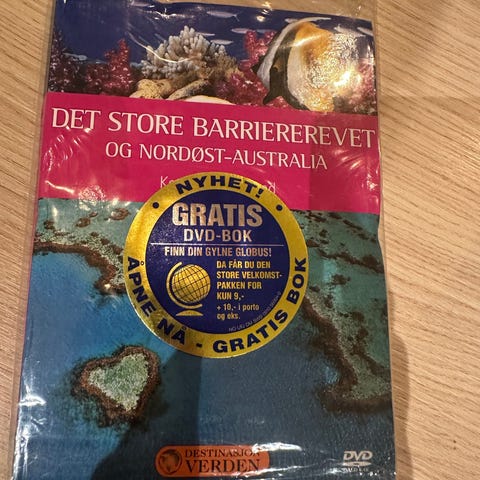 DET STORE BARRIEREREVET
OG NORDØST-AUSTRALIA
NYHET!
GRATIS
DVD-BOK
FINN DIN GYLNE GLOBUS!
DA FÅR DU DEN
STORE VELKOMST-
PAKKEN FOR
KUN 9,-
+ 10,- i porto
og eks.
ÅPNE NÅ - GRATIS BOK
DESTINASJON
VERDEN
DVD